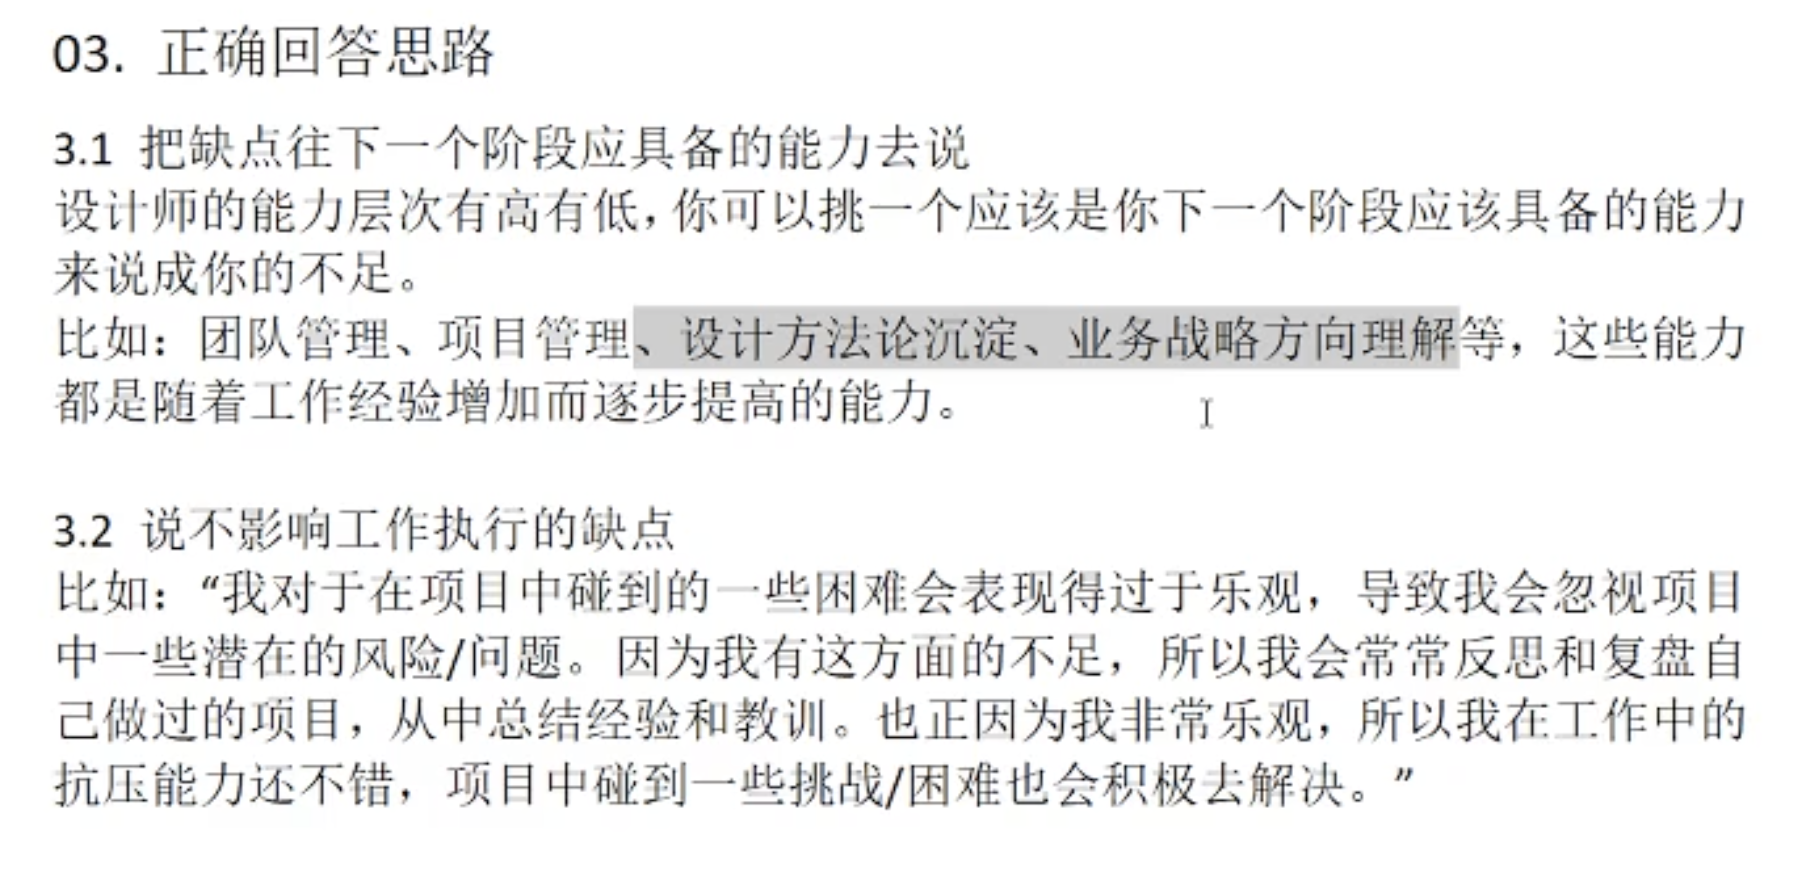 03. 正确回答思路
3.1 把缺点往下一个阶段应具备的能力去说
设计师的能力层次有高有低，你可以挑一个应该是你下一个阶段应该具备的能力
来说成你的不足。
比如：团队管理、项目管理、设计方法论沉淀、业务战略方向理解等，这些能力
都是随着工作经验增加而逐步提高的能力。
3.2 说不影响工作执行的缺点
比如：“我对于在项目中碰到的一些困难会表现得过于乐观，导致我会忽视项目
中一些潜在的风险/问题。因为我有这方面的不足，所以我会常常反思和复盘自
己做过的项目，从中总结经验和教训。也正因为我非常乐观，所以我在工作中的
抗压能力还不错，项目中碰到一些挑战/困难也会积极去解决。”